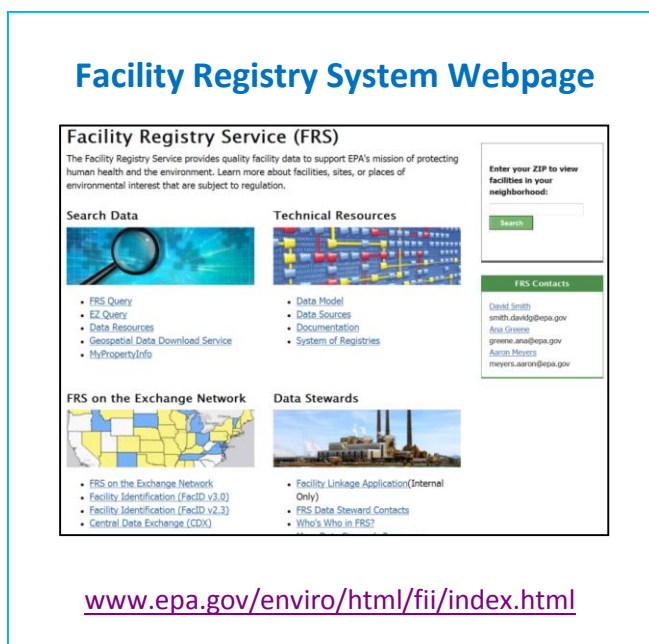 Facility Registry System Webpage
Facility Registry Service (FRS)
The Facility Registry Service provides quality facility data to support EPA's mission of protecting
human health and the environment. Learn more about facilities, sites, or places of
environmental interest that are subject to regulation.
Search Data
FRS Query
EZ Query
Data Resources
Geospatial Data Download Service
MyPropertyInfo
Technical Resources
Data Model
Data Sources
Documentation
System of Registries
FRS on the Exchange Network
FRS on the Exchange Network
Facility Identification (FacID v3.0)
Facility Identification (FacID v2.3)
Central Data Exchange (CDX)
Data Stewards
Facility Linkage Application(Internal
Only)
FRS Data Steward Contacts
Who's Who in FRS?
Enter your ZIP to view
facilities in your
neighborhood:
Search
FRS Contacts
David Smith
smith.davidg@epa.gov
Ana Greene
greene.ana@epa.gov
Aaron Meyers
meyers.aaron@epa.gov
www.epa.gov/enviro/html/fii/index.html